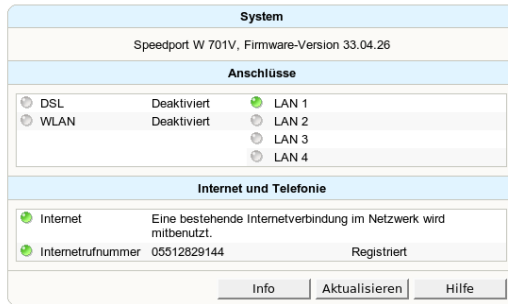 System
Speedport W 701V, Firmware-Version 33.04.26
Anschlüsse
DSL Deaktiviert LAN 1
WLAN Deaktiviert LAN 2
LAN 3
LAN 4
Internet und Telefonie
Internet Eine bestehende Internetverbindung im Netzwerk wird
mitbenutzt.
Internetrufnummer 05512829144 Registriert
Info Aktualisieren Hilfe